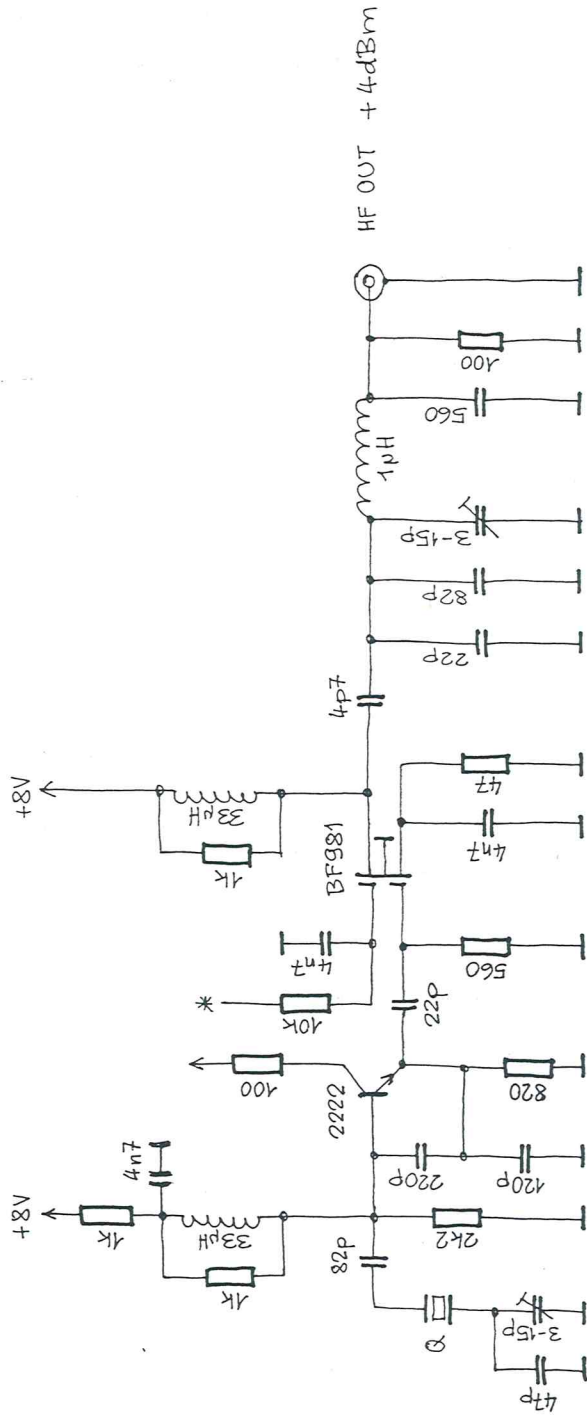 +8V
1k
4n7
33µH
1k
82p
Q
47p
3-15p
2k2
220p
120p
2222
100
820
22p
*
10k
4n7
560
BF981
+8V
33µH
1k
4n7
47
4p7
22p
82p
3-15p
1µH
560
100
HF OUT +4dBm